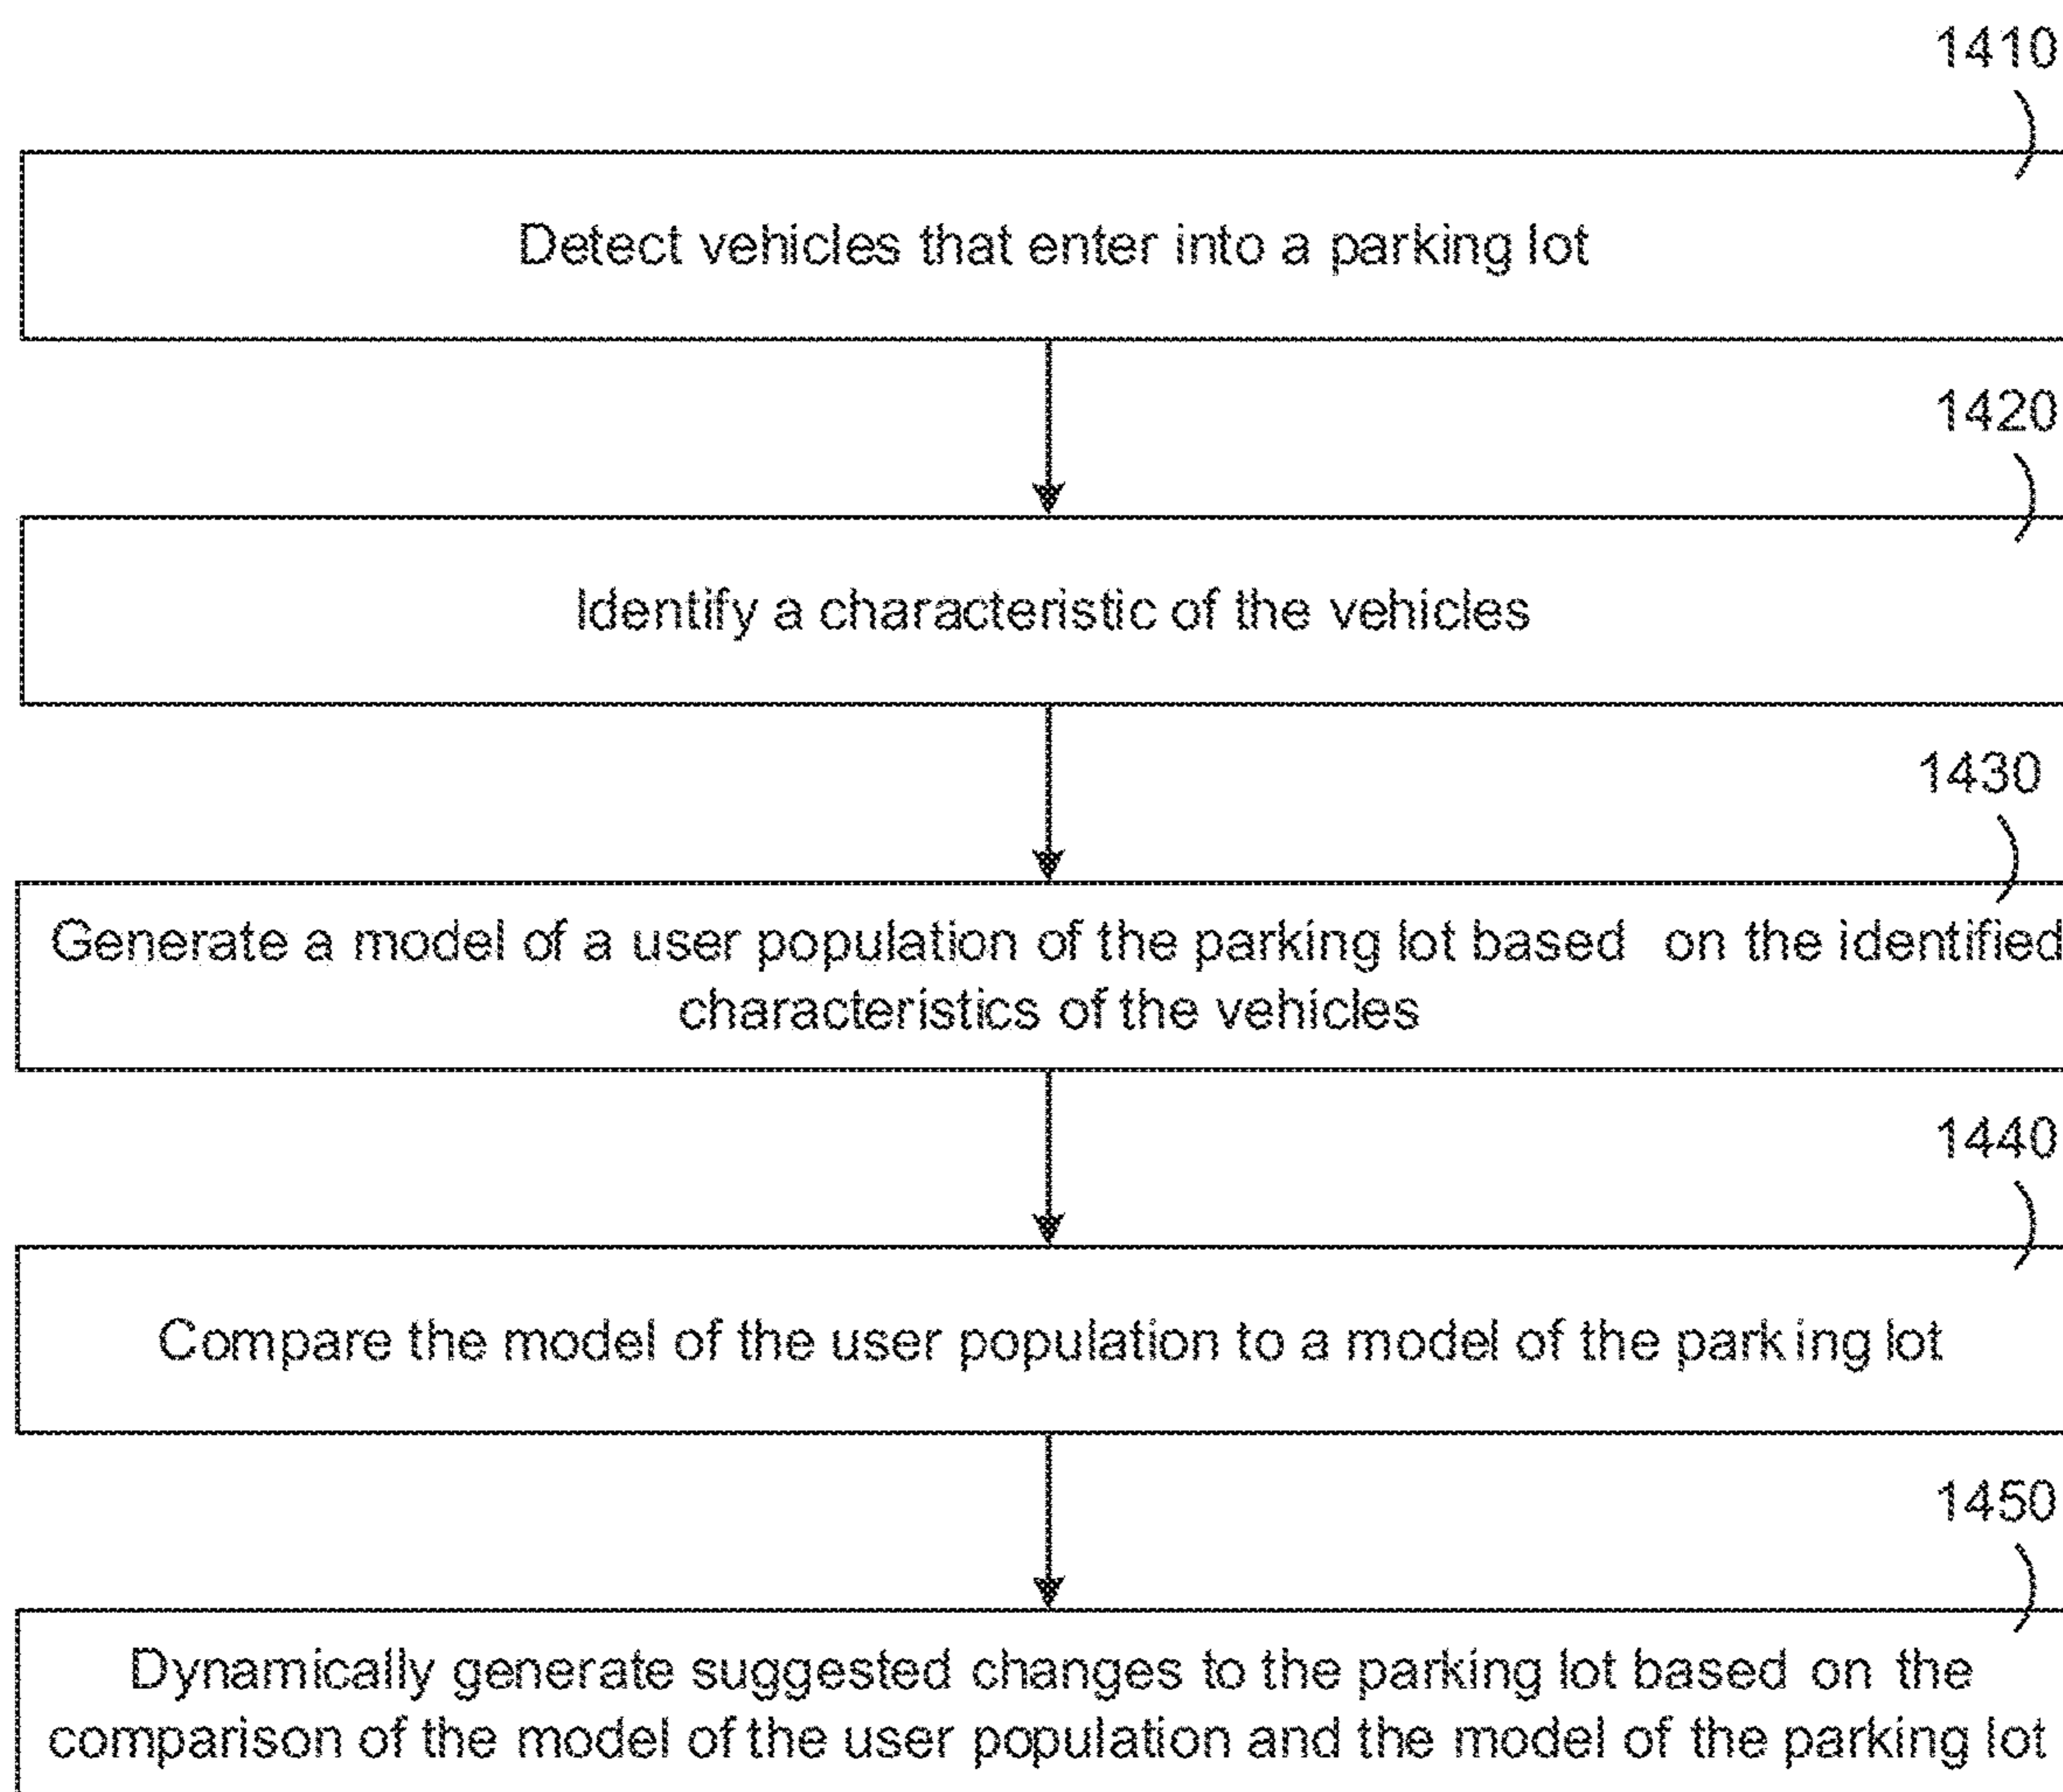 1410
Detect vehicles that enter into a parking lot
1420
Identify a characteristic of the vehicles
1430
Generate a model of a user population of the parking lot based on the identified
characteristics of the vehicles
1440
Compare the model of the user population to a model of the parking lot
1450
Dynamically generate suggested changes to the parking lot based on the
comparison of the model of the user population and the model of the parking lot